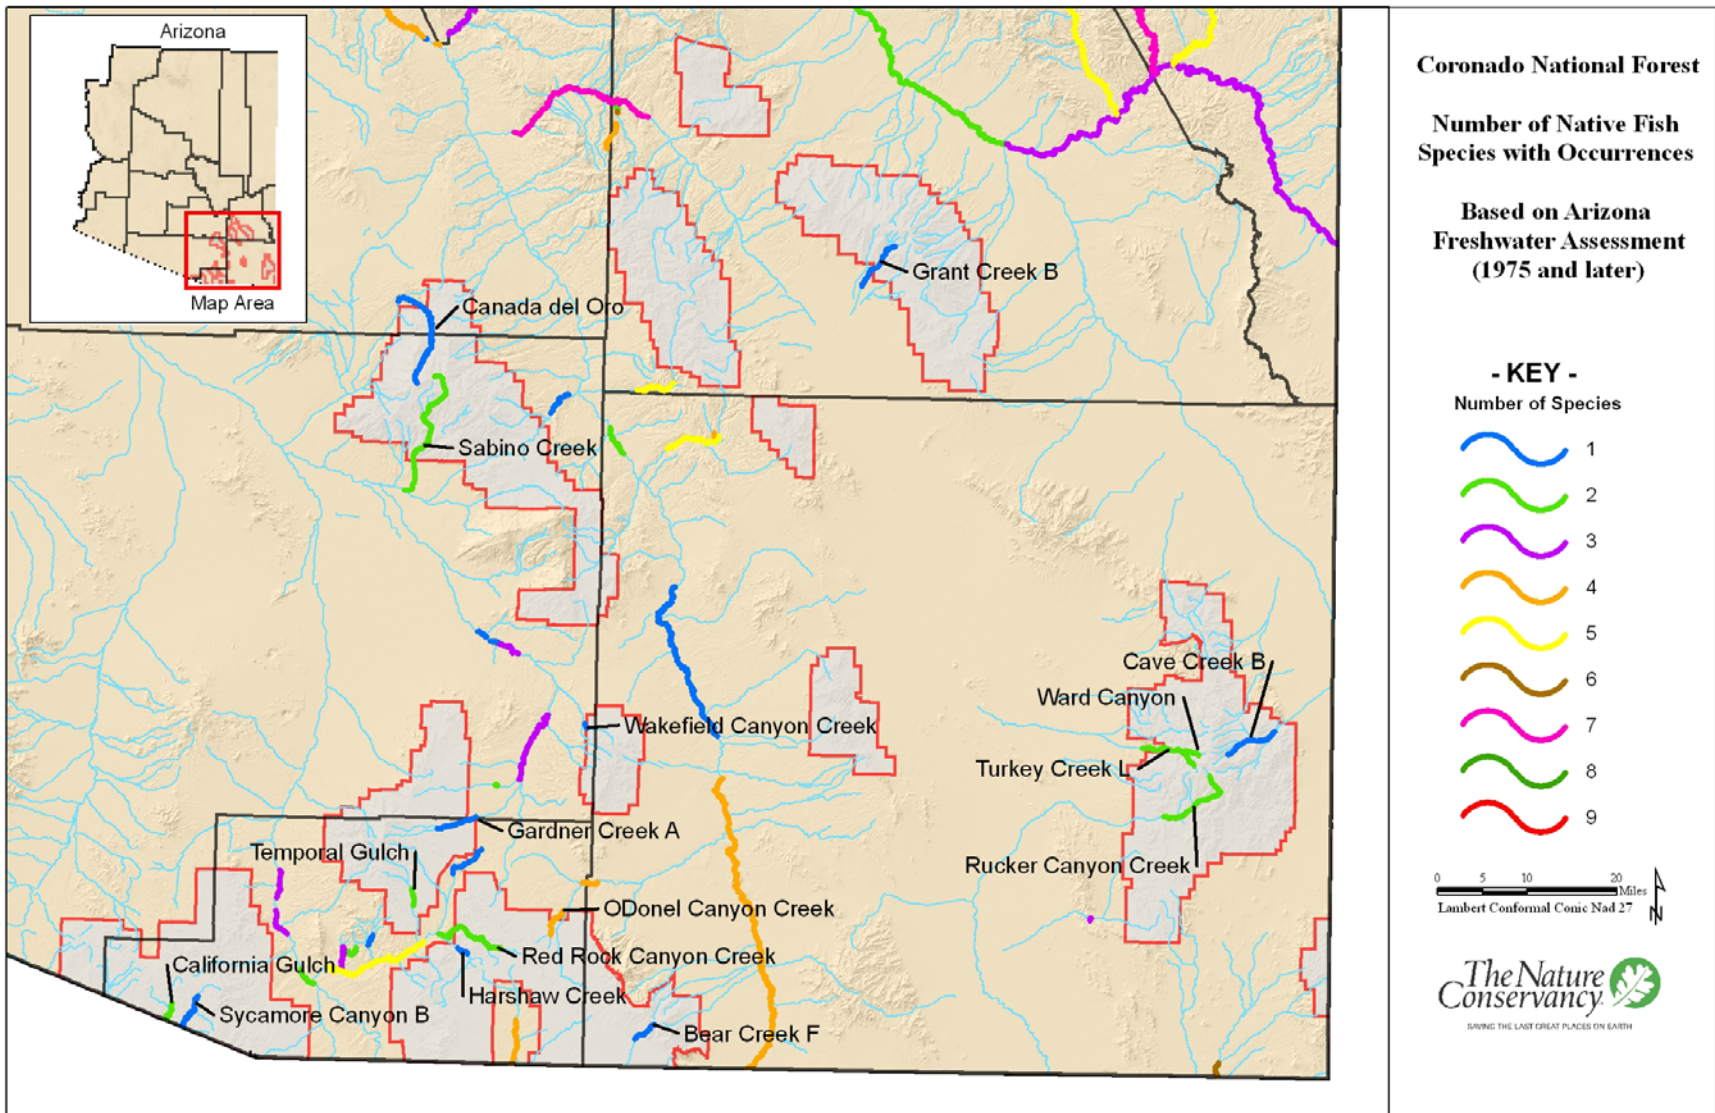 Arizona
Map Area
Canada del Oro
Grant Creek B
Sabino Creek
Cave Creek B
Ward Canyon
Wakefield Canyon Creek
Turkey Creek L
Gardner Creek A
Temporal Gulch
Rucker Canyon Creek
ODonel Canyon Creek
Red Rock Canyon Creek
California Gulch
Harshaw Creek
Sycamore Canyon B
Bear Creek F
Coronado National Forest
Number of Native Fish
Species with Occurrences
Based on Arizona
Freshwater Assessment
(1975 and later)
- KEY -
Number of Species
1
2
3
4
5
6
7
8
9
0 5 10 20
Miles
N
Lambert Conformal Conic Nad 27
The Nature
Conservancy
SAVING THE LAST GREAT PLACES ON EARTH